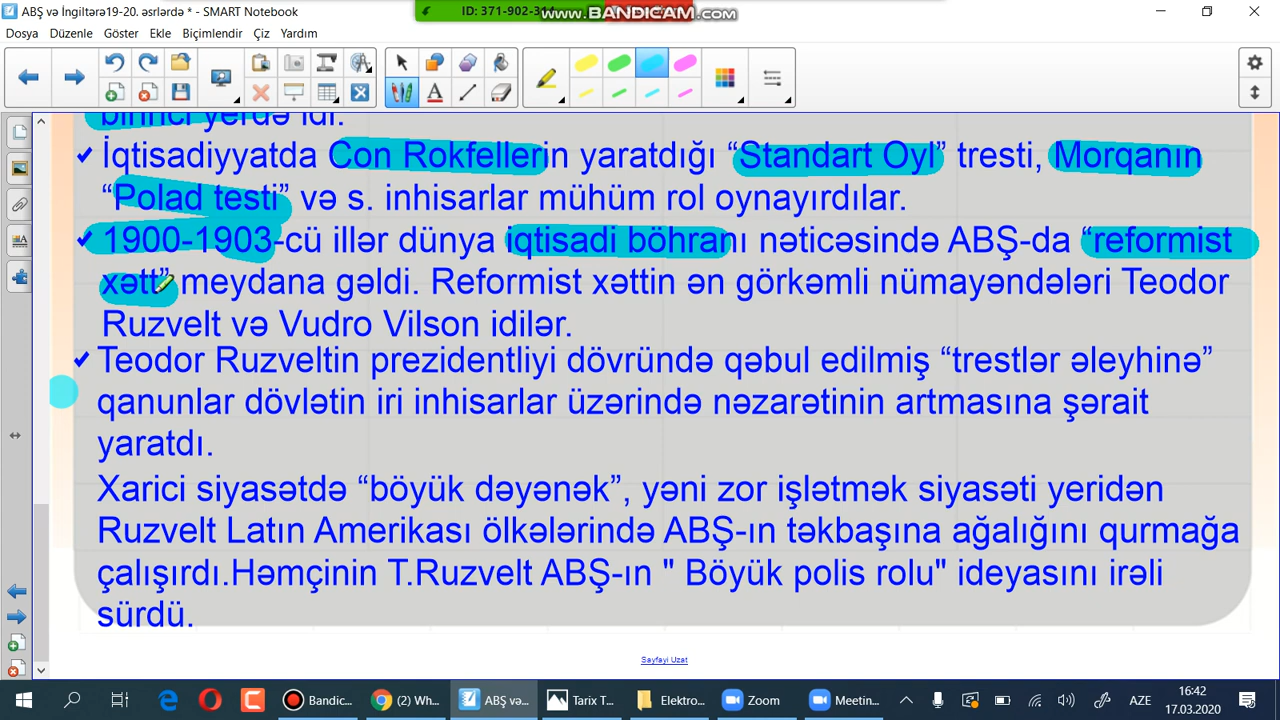 ABŞ və İngiltərə19-20. əsrlərdə * - SMART Notebook
ID: 371-902-314
www.BANDICAM.com
Dosya Düzenle Göster Ekle Biçimlendir Çiz Yardım
birinci yerdə idi.
İqtisadiyyatda Con Rokfellerin yaratdığı “Standart Oyl” tresti, Morqanın
“Polad testi” və s. inhisarlar mühüm rol oynayırdılar.
1900-1903-cü illər dünya iqtisadi böhranı nəticəsində ABŞ-da “reformist
xətt” meydana gəldi. Reformist xəttin ən görkəmli nümayəndələri Teodor
Ruzvelt və Vudro Vilson idilər.
Teodor Ruzveltin prezidentliyi dövründə qəbul edilmiş “trestlər əleyhinə”
qanunlar dövlətin iri inhisarlar üzərində nəzarətinin artmasına şərait
yaratdı.
Xarici siyasətdə “böyük dəyənək”, yəni zor işlətmək siyasəti yeridən
Ruzvelt Latın Amerikası ölkələrində ABŞ-ın təkbaşına ağalığını qurmağa
çalışırdı.Həmçinin T.Ruzvelt ABŞ-ın " Böyük polis rolu" ideyasını irəli
sürdü.
Sayfayi Uzat
Bandic... (2) Wh... ABŞ və... Tarix T... Elektro... Zoom Meetin... AZE 16:42
17.03.2020